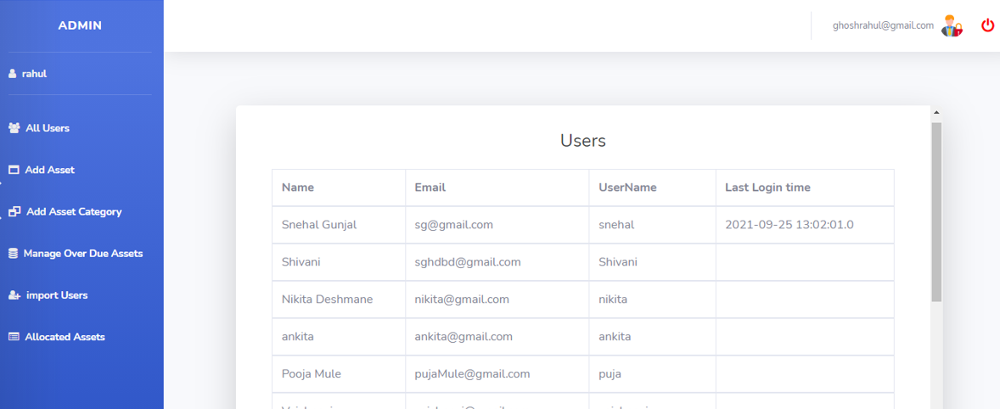 ADMIN
ghoshrahul@gmail.com
rahul
All Users
Add Asset
Add Asset Category
Manage Over Due Assets
import Users
Allocated Assets
Users
Name Email UserName Last Login time
Snehal Gunjal sg@gmail.com snehal 2021-09-25 13:02:01.0
Shivani sghdbd@gmail.com Shivani
Nikita Deshmane nikita@gmail.com nikita
ankita ankita@gmail.com ankita
Pooja Mule pujaMule@gmail.com puja